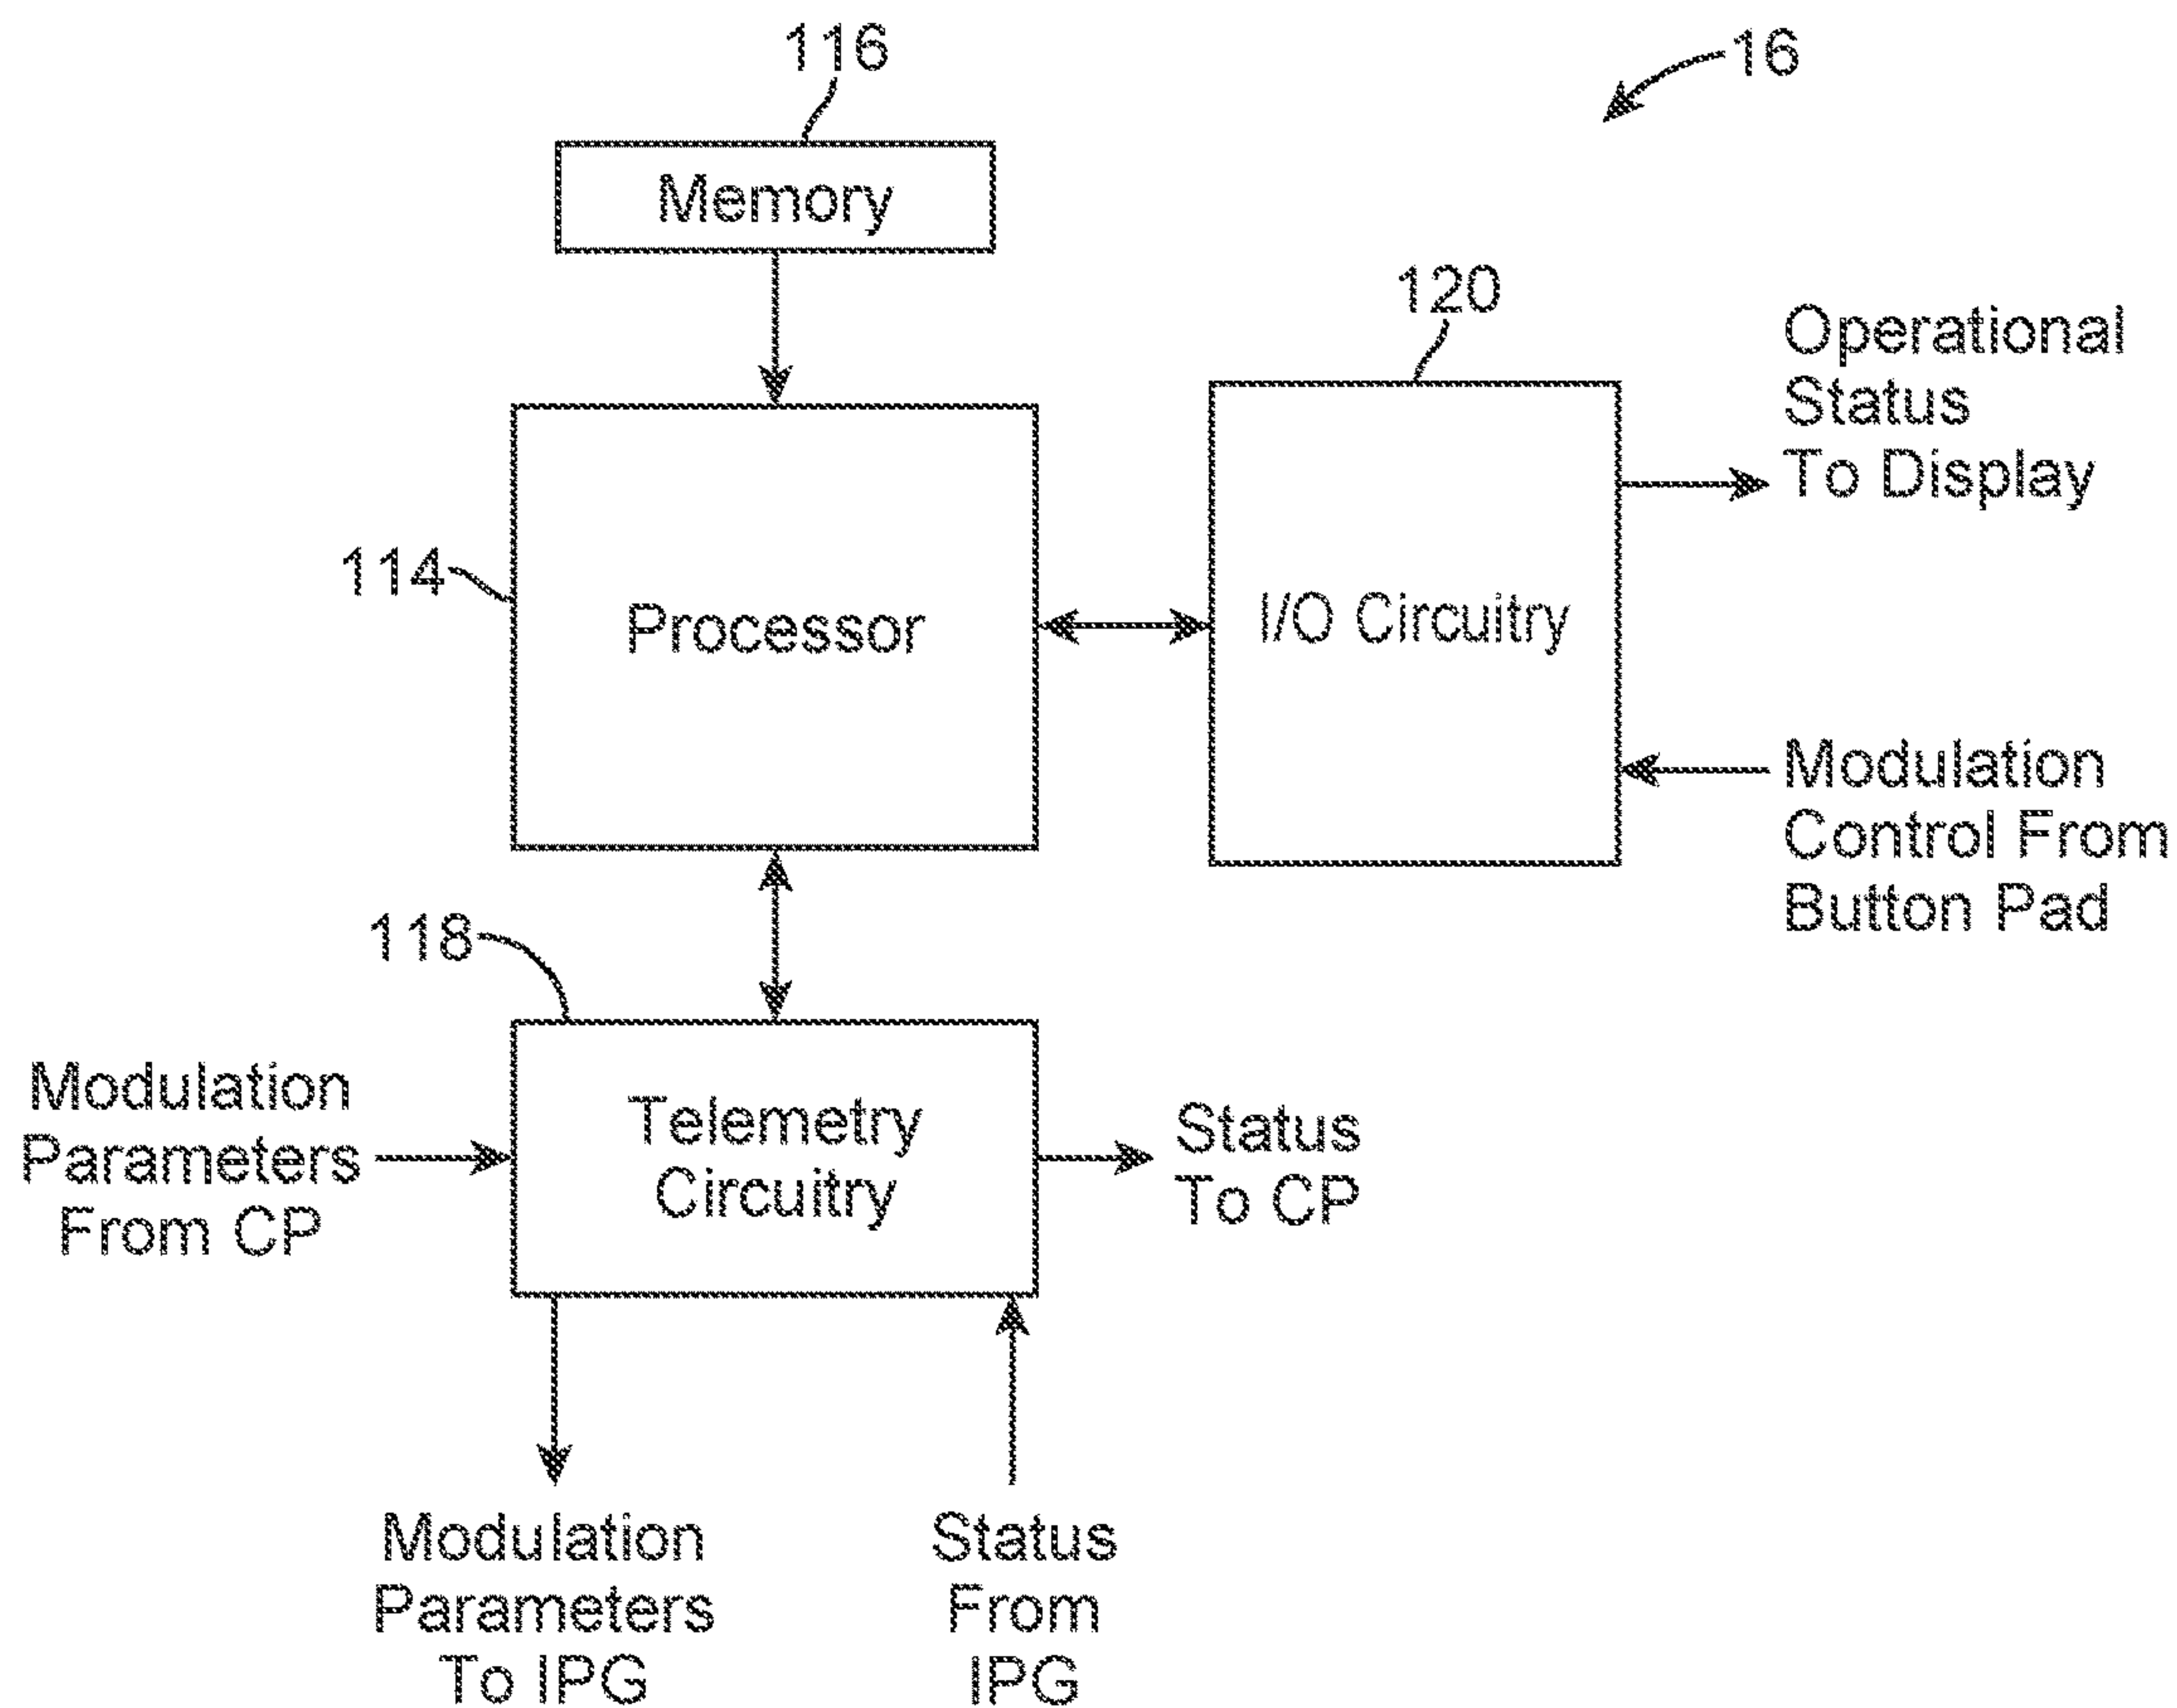 116
16
Memory
120
Operational
Status
To Display
114
Processor
I/O Circuitry
Modulation
Control From
Button Pad
118
Modulation
Parameters
From CP
Telemetry
Circuitry
Status
To CP
Modulation
Parameters
To IPG
Status
From
IPG